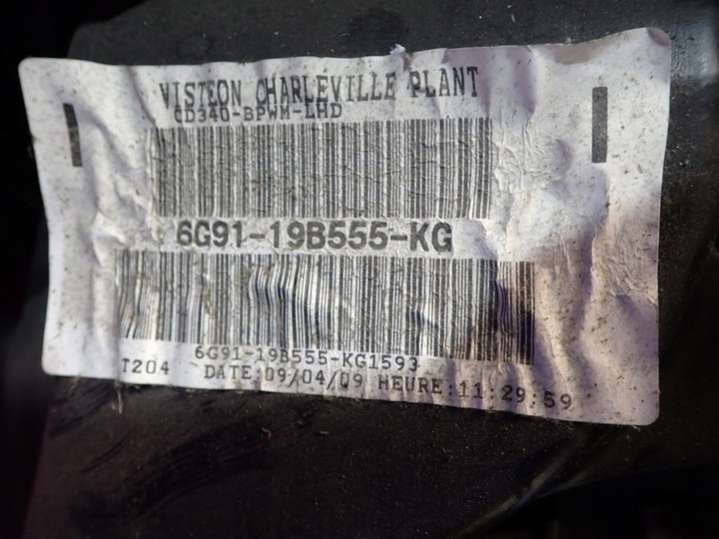 VISTEON CHARLEVILLE PLANT
CD340-BPWM-LHD
6G91-19B555-KG
6G91-19B555-KG1593
T204 DATE:09/04/09 HEURE:11:29:59